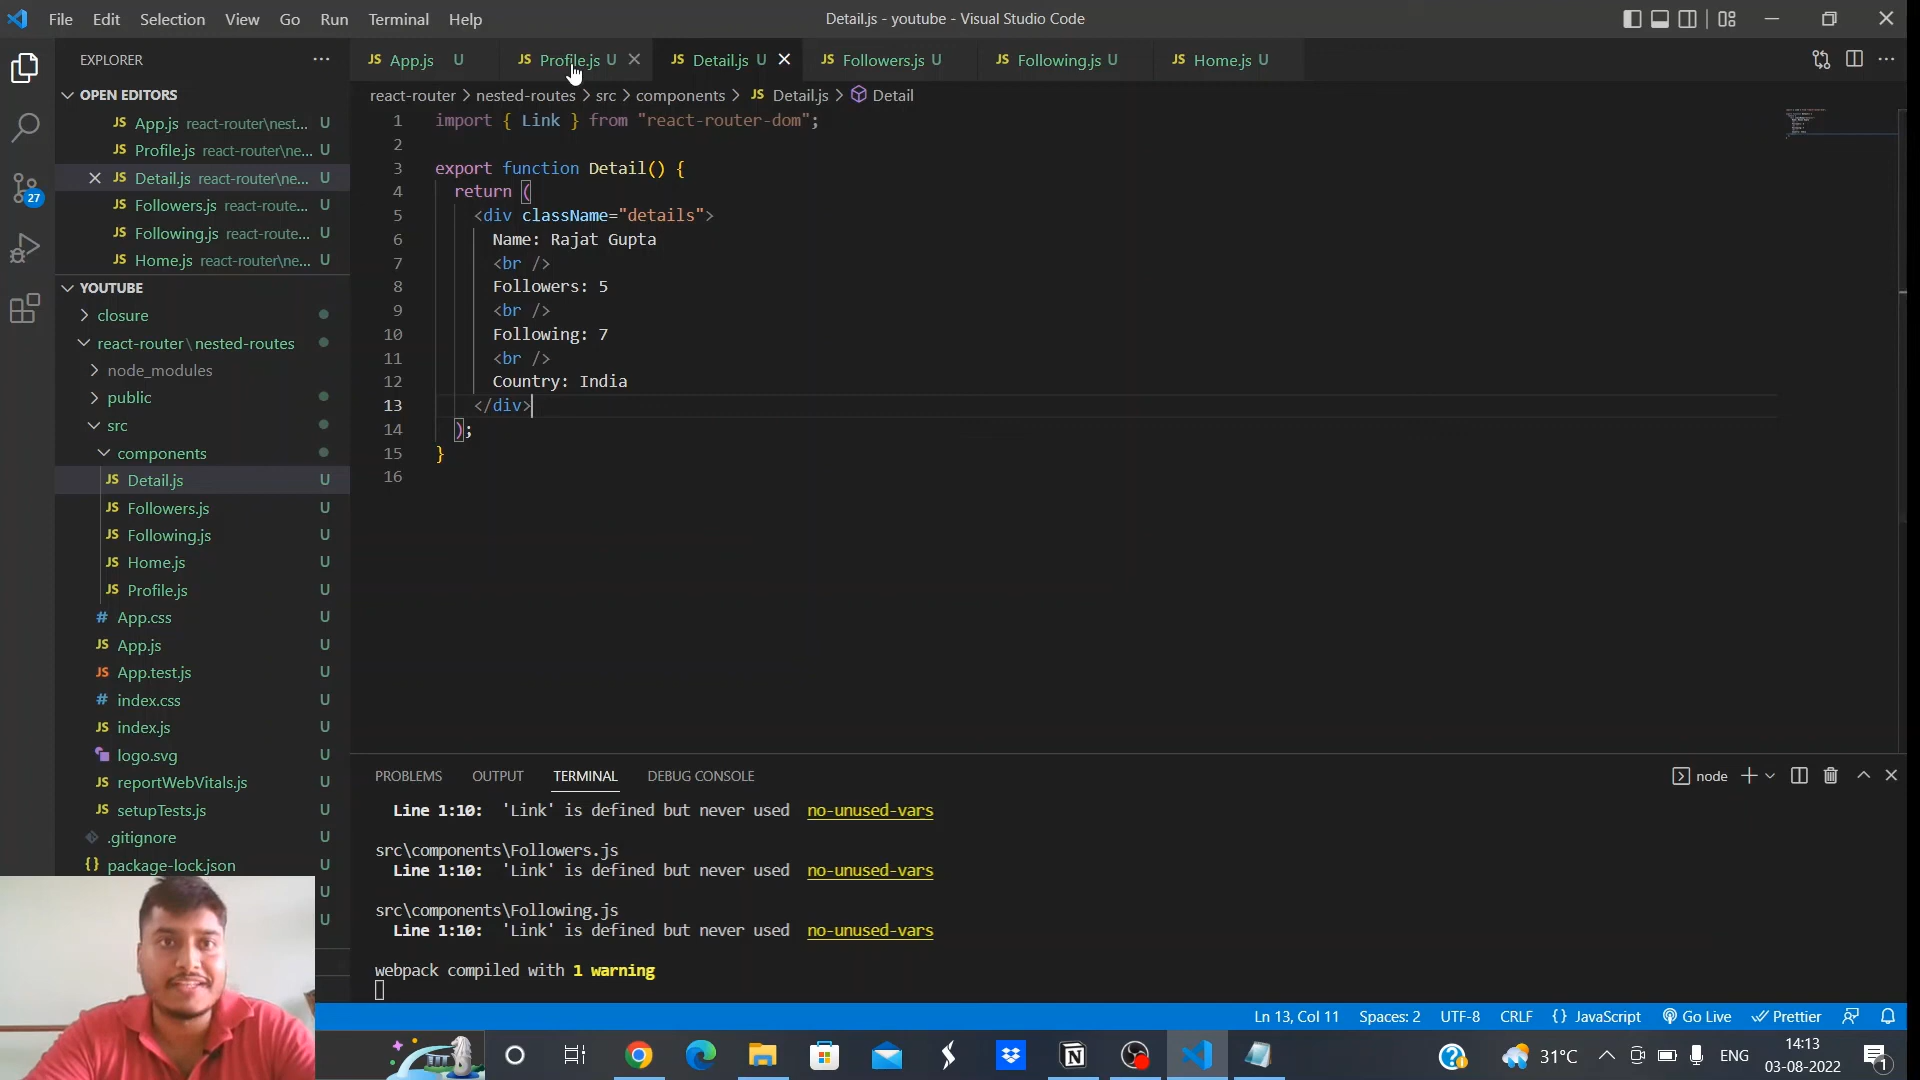 File Edit Selection View Go Run Terminal Help
Detail.js - youtube - Visual Studio Code
EXPLORER
JS App.js U JS Profile.js U JS Detail.js U JS Followers.js U JS Following.js U JS Home.js U
OPEN EDITORS
JS App.js react-router\nest... U
JS Profile.js react-router\ne... U
JS Detail.js react-router\ne... U
JS Followers.js react-route... U
JS Following.js react-route... U
JS Home.js react-router\ne... U
27
YOUTUBE
closure
react-router\nested-routes
node_modules
public
src
components
JS Detail.js U
JS Followers.js U
JS Following.js U
JS Home.js U
JS Profile.js U
# App.css U
JS App.js U
JS App.test.js U
# index.css U
JS index.js U
logo.svg U
JS reportWebVitals.js U
JS setupTests.js U
.gitignore U
{} package-lock.json U
U
U
react-router > nested-routes > src > components > JS Detail.js > Detail
1 import { Link } from "react-router-dom";
2
3 export function Detail() {
4 return (
5 <div className="details">
6 Name: Rajat Gupta
7 <br />
8 Followers: 5
9 <br />
10 Following: 7
11 <br />
12 Country: India
13 </div>
14 );
15 }
16
PROBLEMS OUTPUT TERMINAL DEBUG CONSOLE
node
Line 1:10: 'Link' is defined but never used no-unused-vars
src\components\Followers.js
Line 1:10: 'Link' is defined but never used no-unused-vars
src\components\Following.js
Line 1:10: 'Link' is defined but never used no-unused-vars
webpack compiled with 1 warning
Ln 13, Col 11 Spaces: 2 UTF-8 CRLF {} JavaScript Go Live Prettier
31°C ENG 14:13
03-08-2022
1